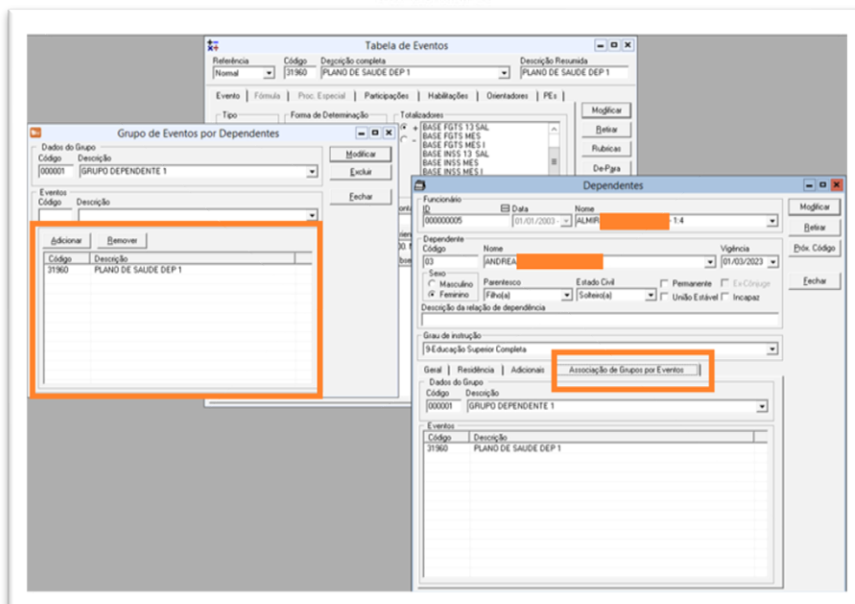 Tabela de Eventos
Referência Código Descrição completa Descrição Resumida
Normal 31960 PLANO DE SAUDE DEP 1 PLANO DE SAUDE DEP 1
Evento | Fórmula | Proc. Especial | Participações | Habilitações | Orientadores | PEs
Tipo Forma de Determinação Totalizadores
+ BASE FGTS 13 SAL
- BASE FGTS MES
BASE FGTS MES I
BASE INSS 13 SAL
BASE INSS MES
BASE INSS MES I
Modificar
Retirar
Rubricas
De-Para
Grupo de Eventos por Dependentes
Dados do Grupo
Código Descrição
000001 GRUPO DEPENDENTE 1
Modificar
Excluir
Fechar
Eventos
Código Descrição
Adicionar Remover
Código Descrição
31960 PLANO DE SAUDE DEP 1
Dependentes
Funcionário
ID Data Nome
000000005 01/01/2003 - ALMIR - 1:4
Modificar
Retirar
Próx. Código
Fechar
Dependente
Código Nome Vigência
03 ANDREA 01/03/2023
Sexo
Masculino
Feminino
Parentesco Estado Civil
Filho(a) Solteiro(a)
Permanente Ex-Cônjuge
União Estável Incapaz
Descrição da relação de dependência
Grau de instrução
9-Educação Superior Completa
Geral | Residência | Adicionais | Associação de Grupos por Eventos
Dados do Grupo
Código Descrição
000001 GRUPO DEPENDENTE 1
Eventos
Código Descrição
31960 PLANO DE SAUDE DEP 1